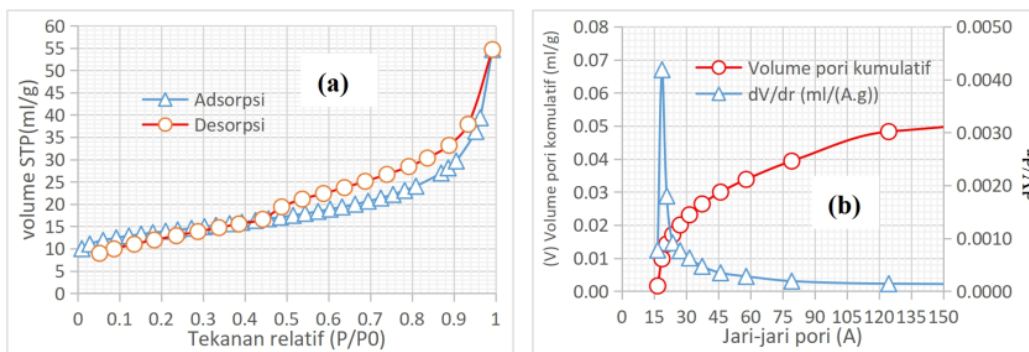 (a)
Adsorpsi
Desorpsi
volume STP(ml/g)
60
55
50
45
40
35
30
25
20
15
10
5
0
0 0.1 0.2 0.3 0.4 0.5 0.6 0.7 0.8 0.9 1
Tekanan relatif (P/P0)
(b)
Volume pori kumulatif
dV/dr (ml/(A.g))
(V) Volume pori komulatif (ml/g)
0.08
0.07
0.06
0.05
0.04
0.03
0.02
0.01
0.00
0 15 30 45 60 75 90 105 120 135 150
Jari-jari pori (A)
0.0050
0.0040
0.0030
0.0020
0.0010
0.0000
dV/dr